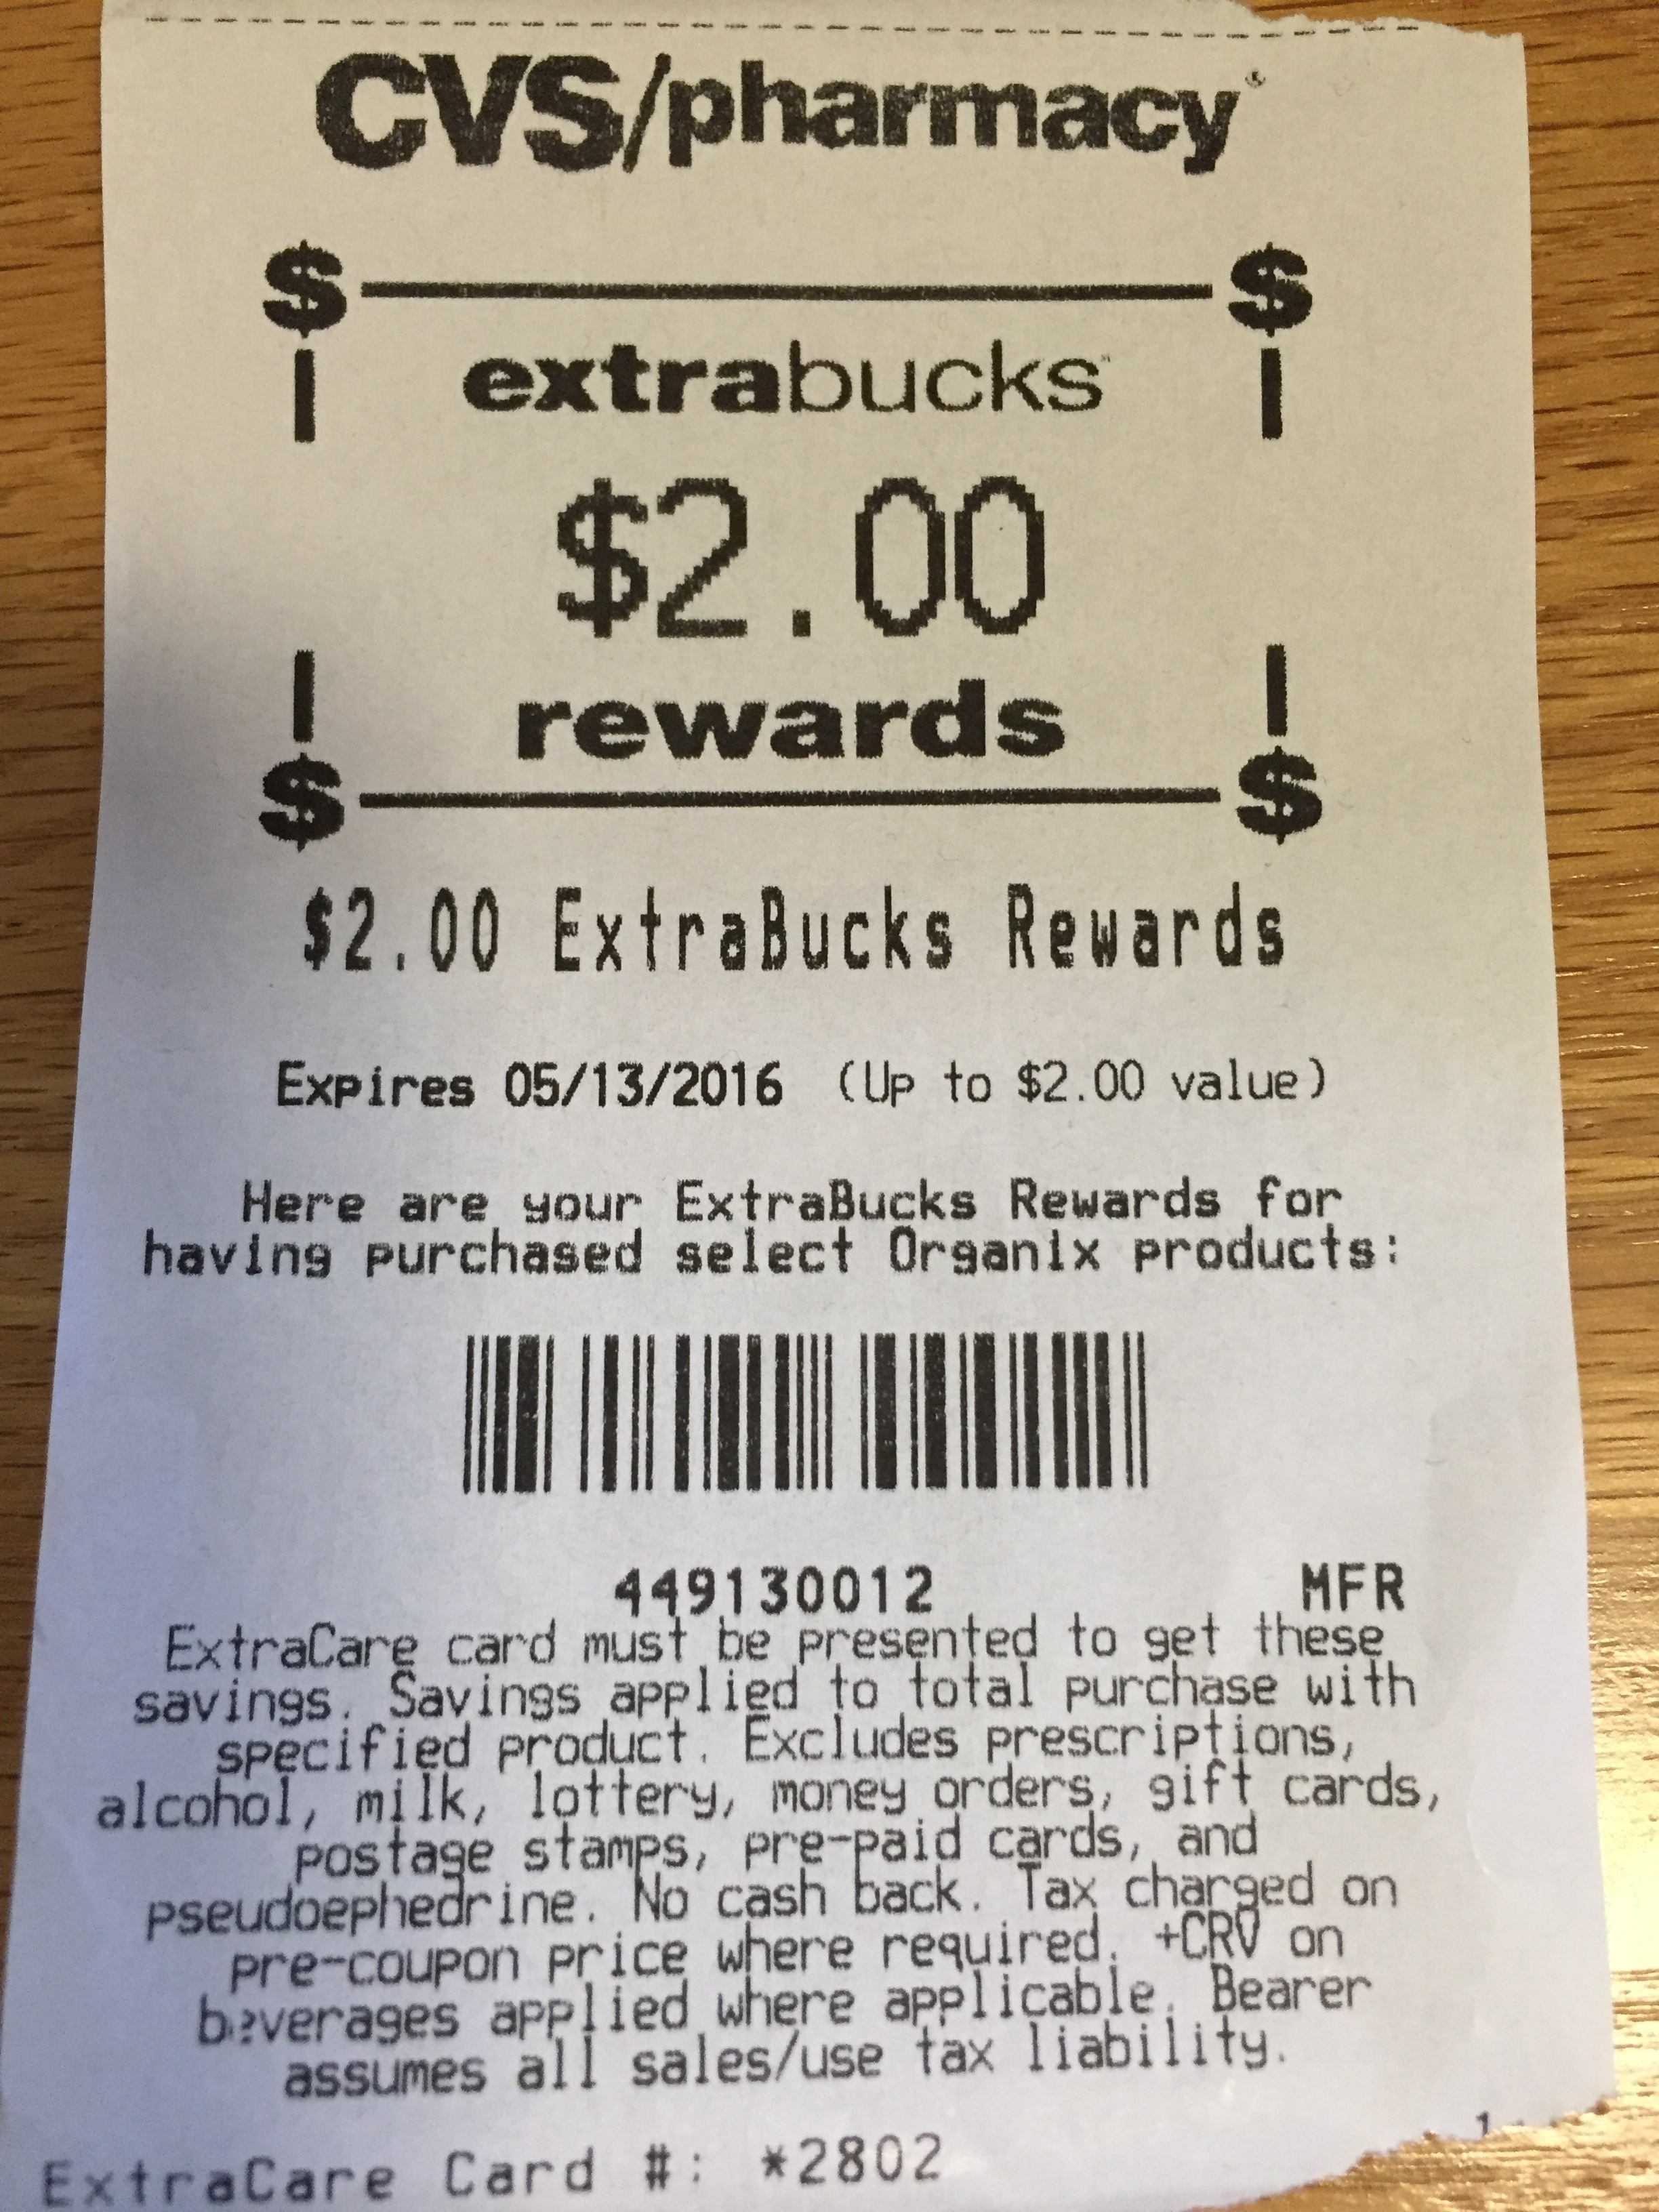 CVS/pharmacy
$ $
extrabucks
$2.00
rewards
$ $
$2.00 ExtraBucks Rewards
Expires 05/13/2016 (Up to $2.00 value)
Here are your ExtraBucks Rewards for
having purchased select Organix products:
449130012 MFR
ExtraCare card must be presented to get these
savings. Savings applied to total purchase with
specified product. Excludes prescriptions,
alcohol, milk, lottery, money orders, gift cards,
postage stamps, pre-paid cards, and
pseudoephedrine. No cash back. Tax charged on
pre-coupon price where required. +CRV on
beverages applied where applicable. Bearer
assumes all sales/use tax liability.
ExtraCare Card #: *2802